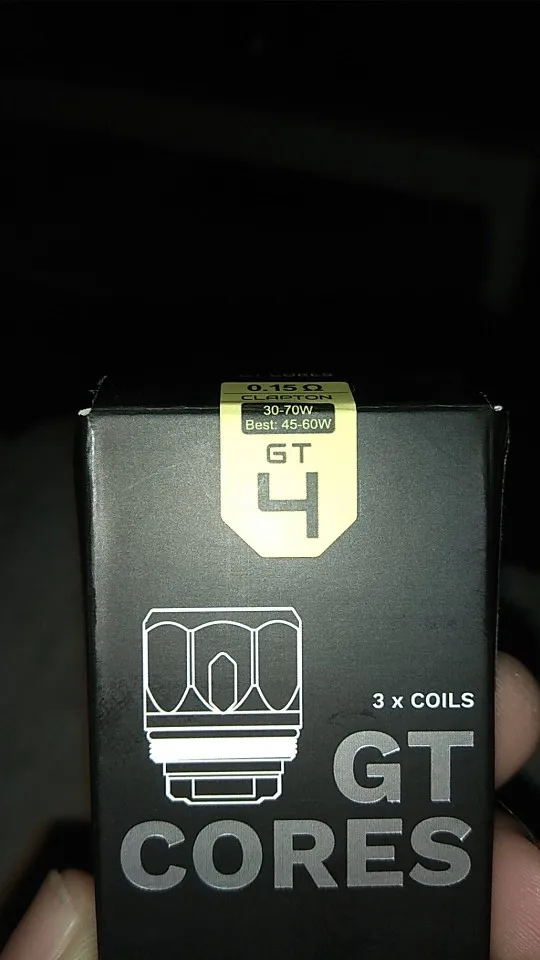 0.15 Ω
CLAPTON
30-70W
Best: 45-60W
GT
4
3 x COILS
GT
CORES